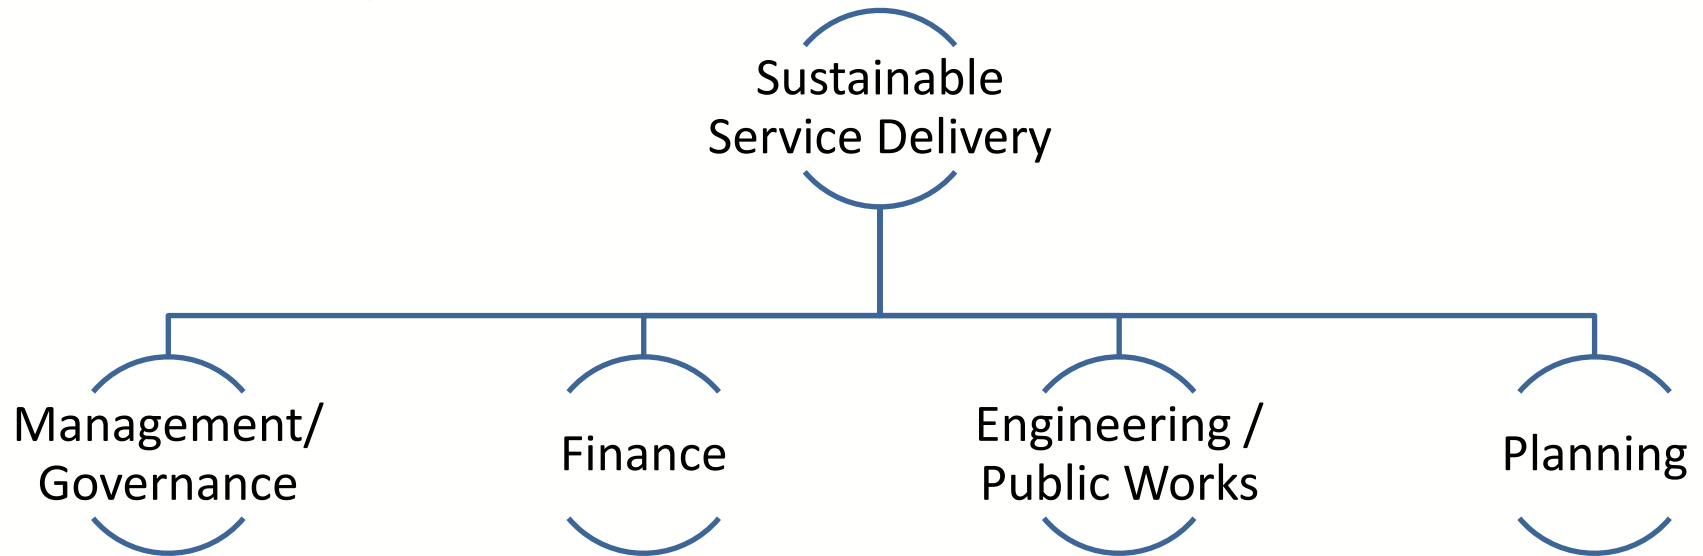 Sustainable
Service Delivery
Management/
Governance
Finance
Engineering /
Public Works
Planning